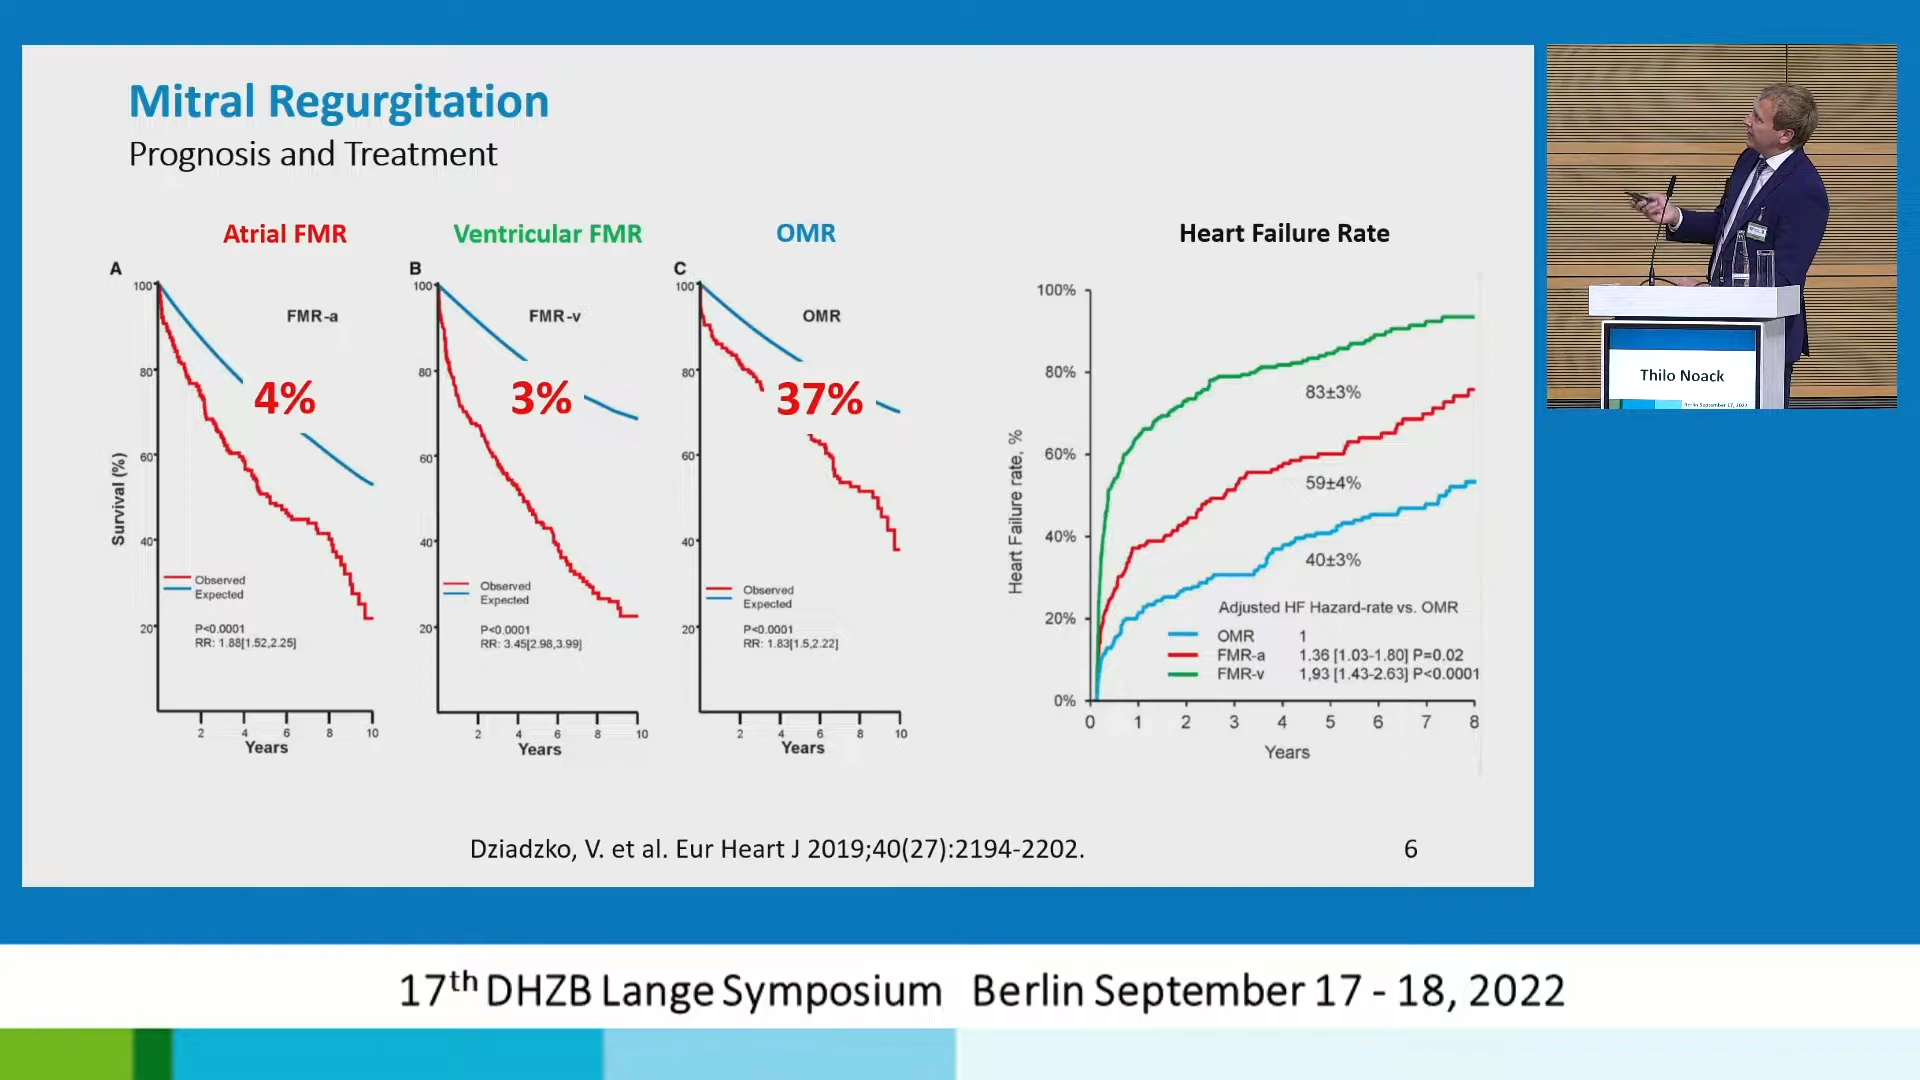 Mitral Regurgitation
Prognosis and Treatment
Atrial FMR
Ventricular FMR
OMR
Heart Failure Rate
A
FMR-a
100
80
60
40
20
Survival (%)
4%
Observed
Expected
P<0.0001
RR: 1.88[1.52,2.25]
2 4 6 8 10
Years
B
FMR-v
100
80
60
40
20
3%
Observed
Expected
P<0.0001
RR: 3.45[2.98,3.99]
2 4 6 8 10
Years
C
OMR
100
80
60
40
20
37%
Observed
Expected
P<0.0001
RR: 1.83[1.5,2.22]
2 4 6 8 10
Years
100%
80%
60%
40%
20%
0%
Heart Failure rate, %
83±3%
59±4%
40±3%
Adjusted HF Hazard-rate vs. OMR
OMR 1
FMR-a 1.36 [1.03-1.80] P=0.02
FMR-v 1,93 [1.43-2.63] P<0.0001
0 1 2 3 4 5 6 7 8
Years
Dziadzko, V. et al. Eur Heart J 2019;40(27):2194-2202.
6
Thilo Noack
Berlin September 17, 2022
17th DHZB Lange Symposium Berlin September 17 - 18, 2022